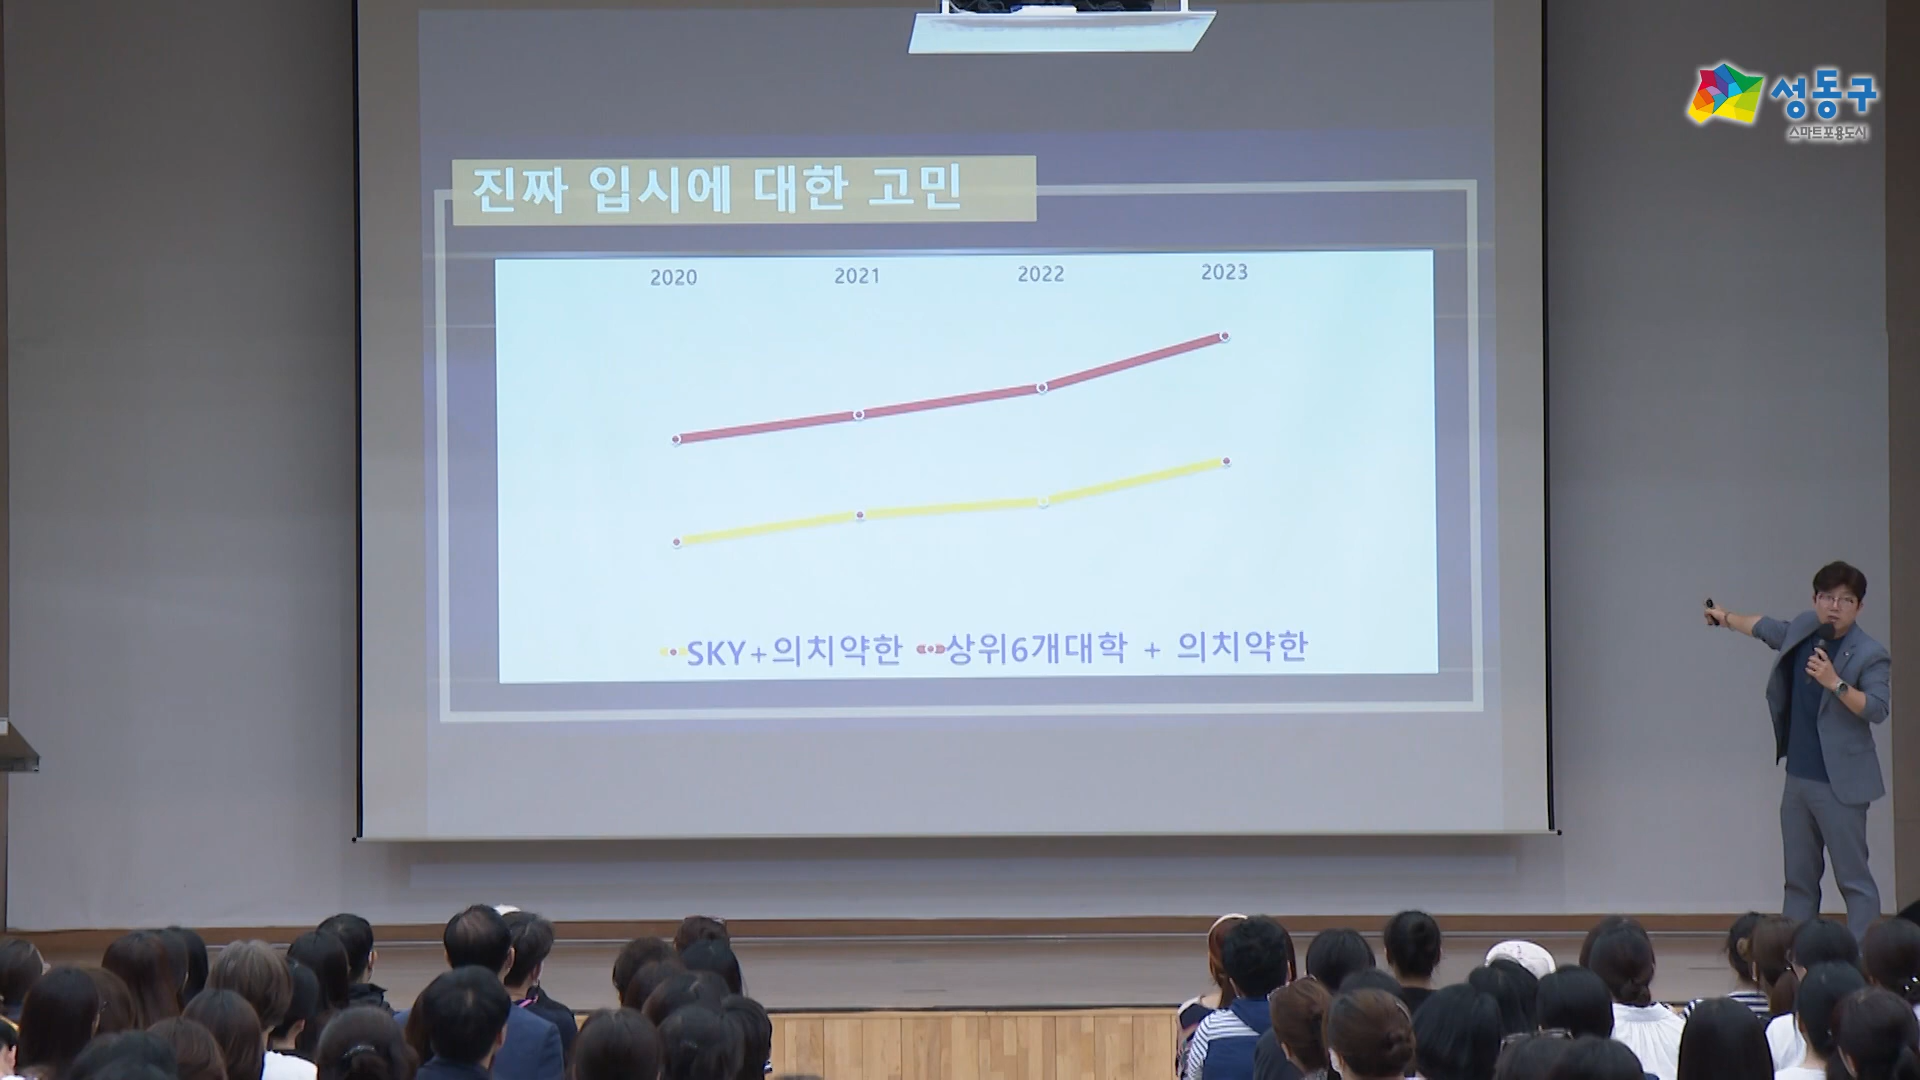 성동구
스마트포용도시
진짜 입시에 대한 고민
2020 2021 2022 2023
SKY+의치약한 상위6개대학 + 의치약한